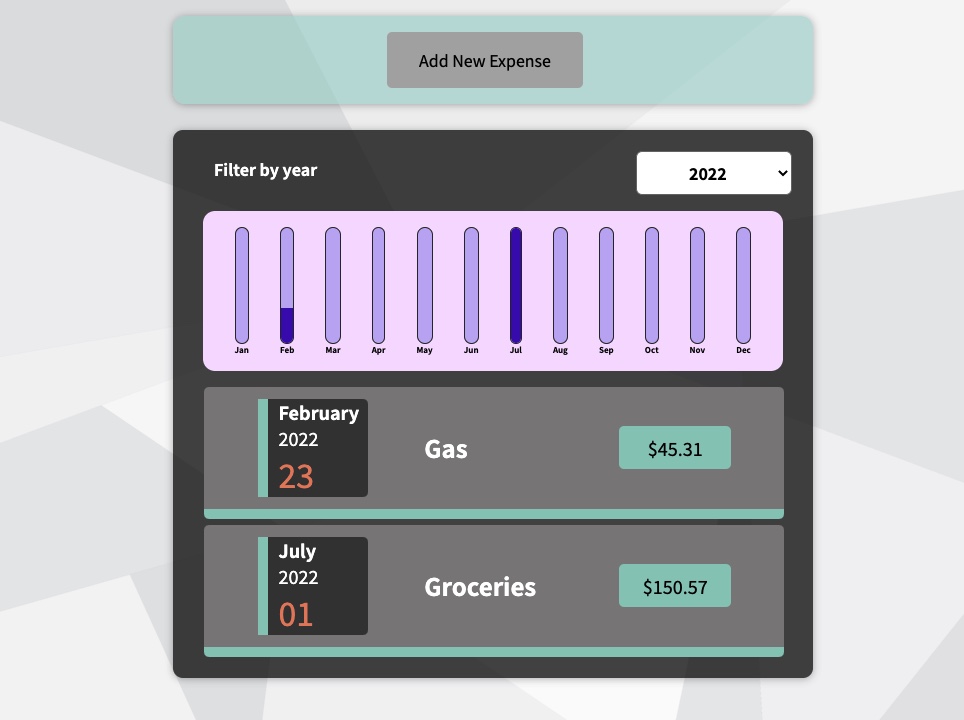 Add New Expense
Filter by year
2022
Jan Feb Mar Apr May Jun Jul Aug Sep Oct Nov Dec
February
2022
23
Gas
$45.31
July
2022
01
Groceries
$150.57